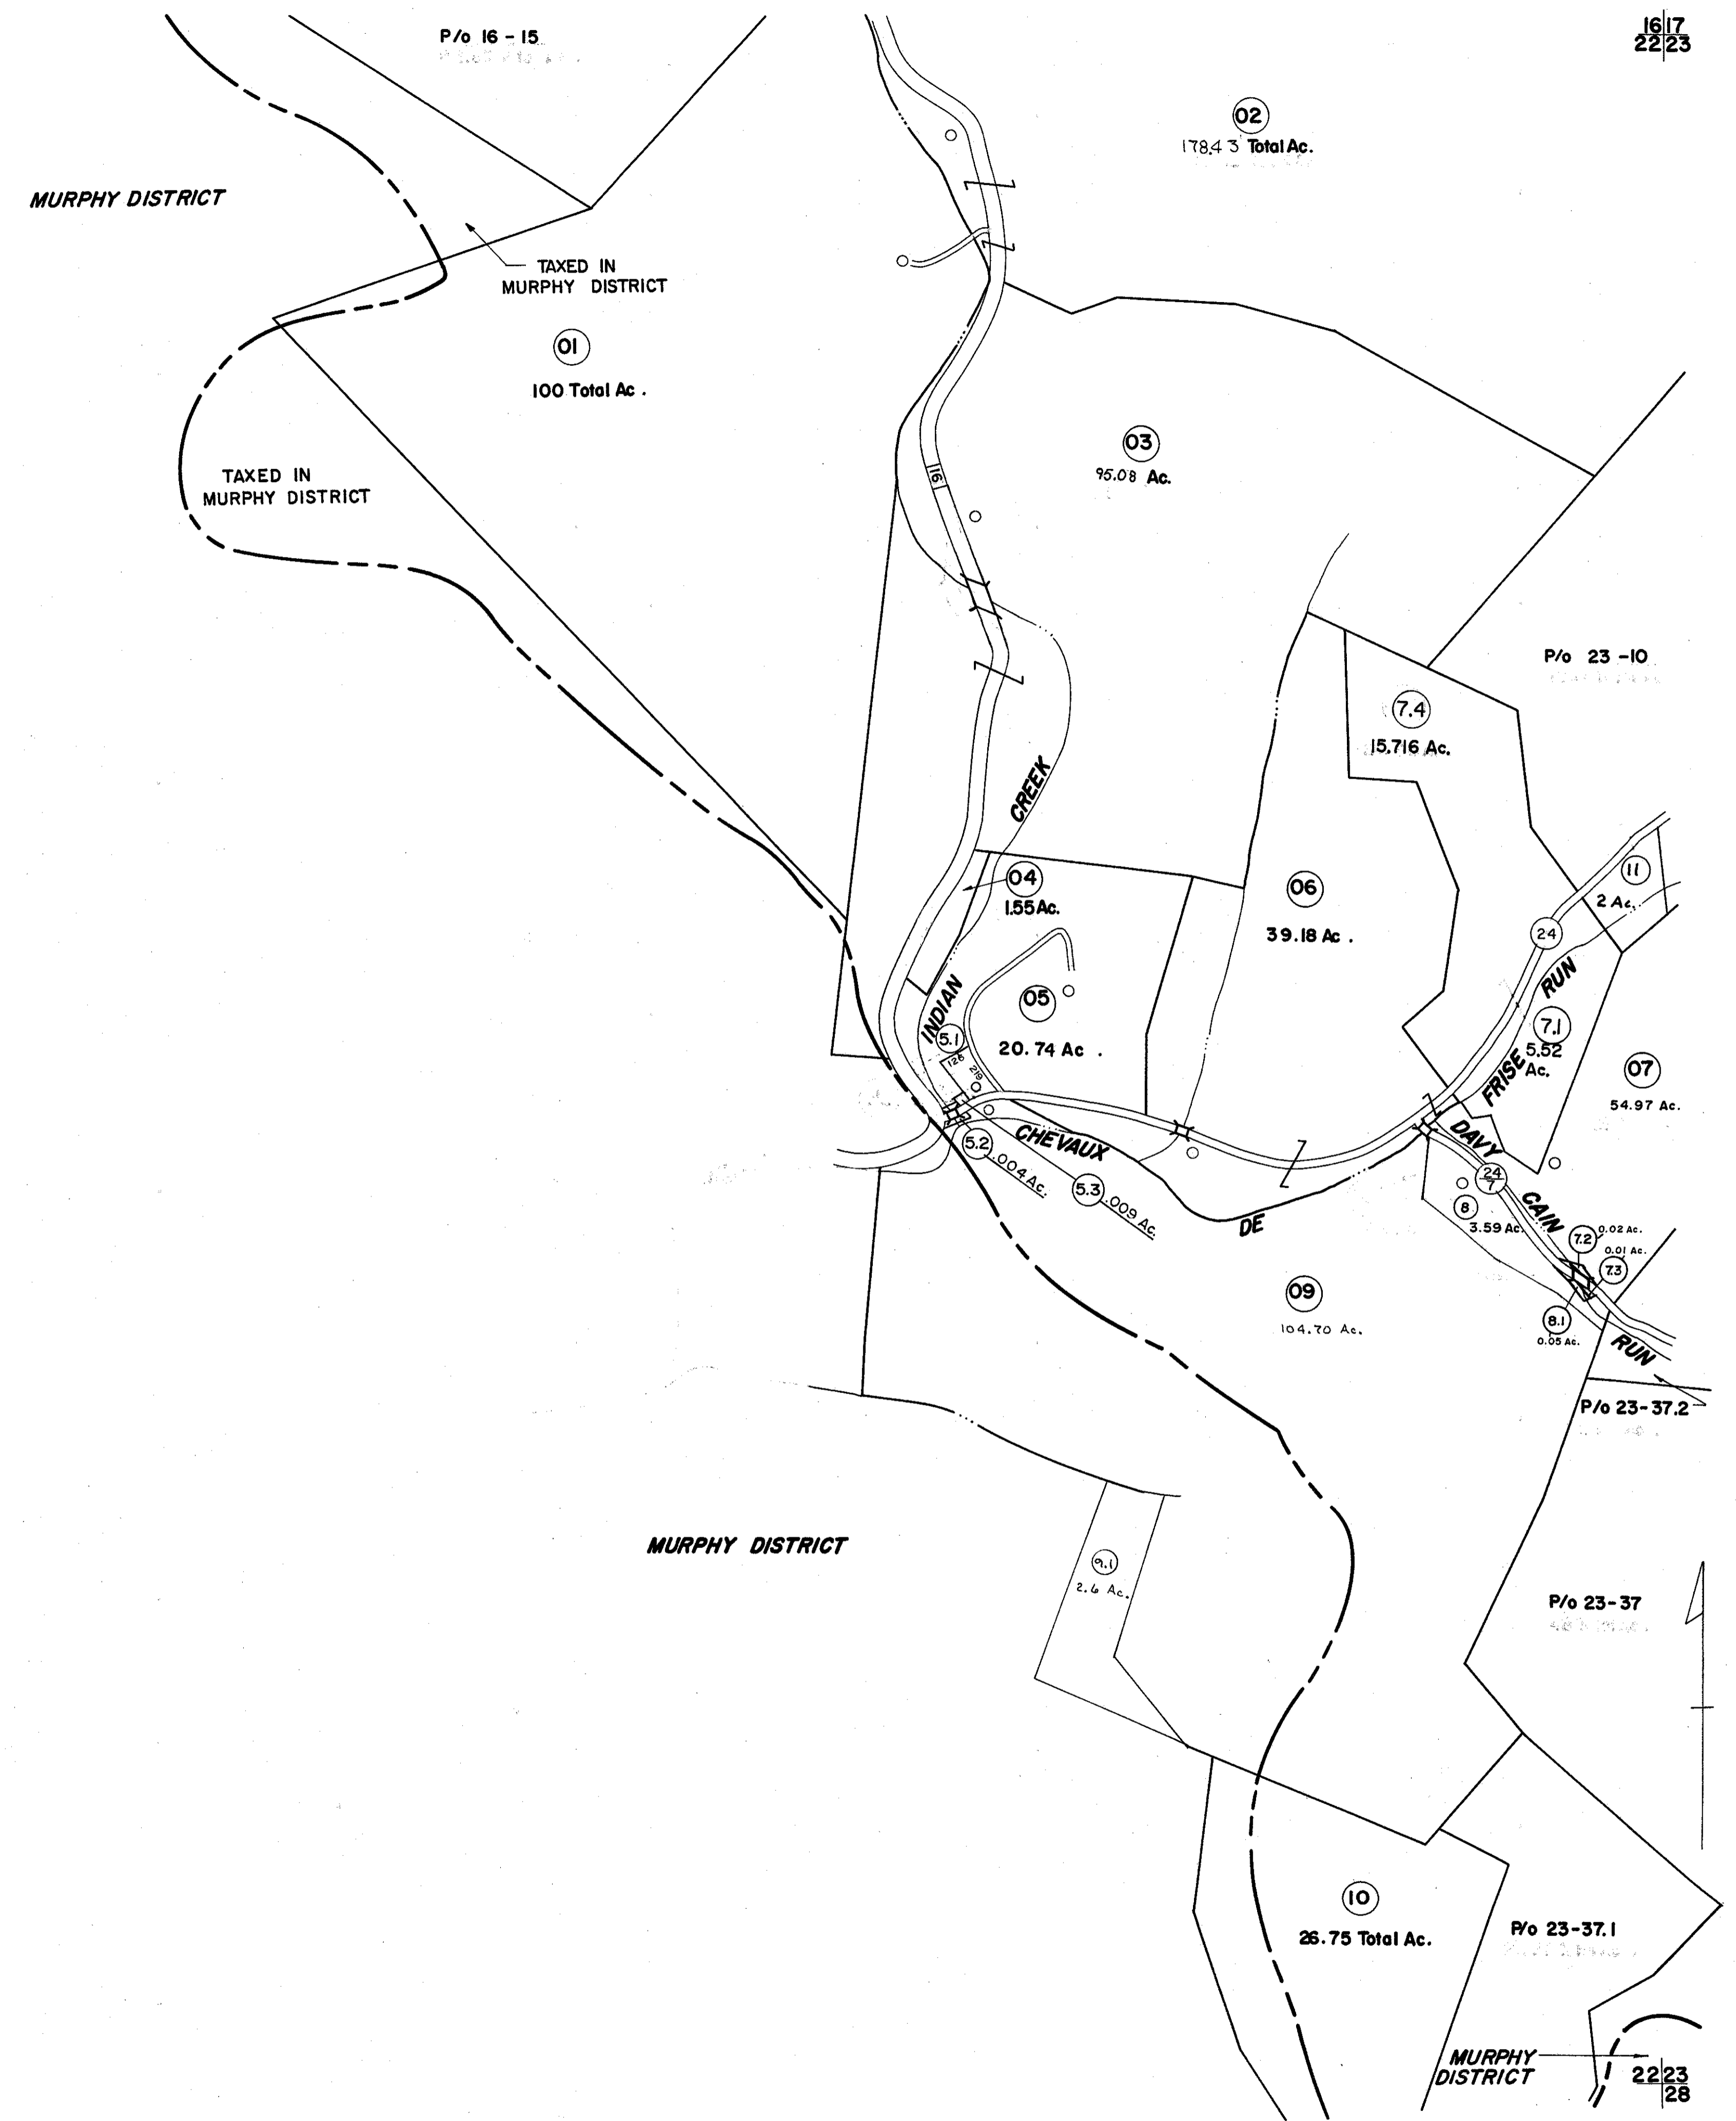 P/o 16 - 15
16 17
22 23
02
178.43 Total Ac.
MURPHY DISTRICT
TAXED IN
MURPHY DISTRICT
01
100 Total Ac.
03
95.08 Ac.
16
TAXED IN
MURPHY DISTRICT
P/o 23 - 10
7.4
15.716 Ac.
CREEK
04
1.55 Ac.
06
39.18 Ac.
11
2 Ac.
24
RUN
INDIAN
05
20.74 Ac.
5.1
126
219
7.1
5.52
Ac.
FRISE
07
54.97 Ac.
5.2
.004 Ac.
CHEVAUX
5.3
.009 Ac.
DE
DAVY
24
7
8
3.59 Ac.
CAIN
7.2
0.02 Ac.
0.01 Ac.
7.3
8.1
0.05 Ac.
RUN
09
104.70 Ac.
P/o 23-37.2
MURPHY DISTRICT
9.1
2.6 Ac.
P/o 23-37
10
26.75 Total Ac.
P/o 23-37.1
MURPHY
DISTRICT
22 23
28